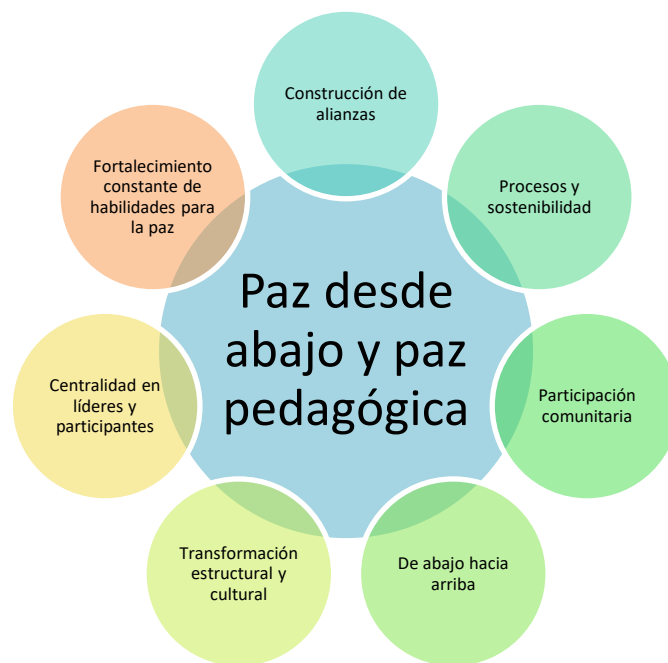 Construcción de
alianzas
Procesos y
sostenibilidad
Participación
comunitaria
De abajo hacia
arriba
Transformación
estructural y
cultural
Centralidad en
líderes y
participantes
Fortalecimiento
constante de
habilidades para
la paz
Paz desde
abajo y paz
pedagógica